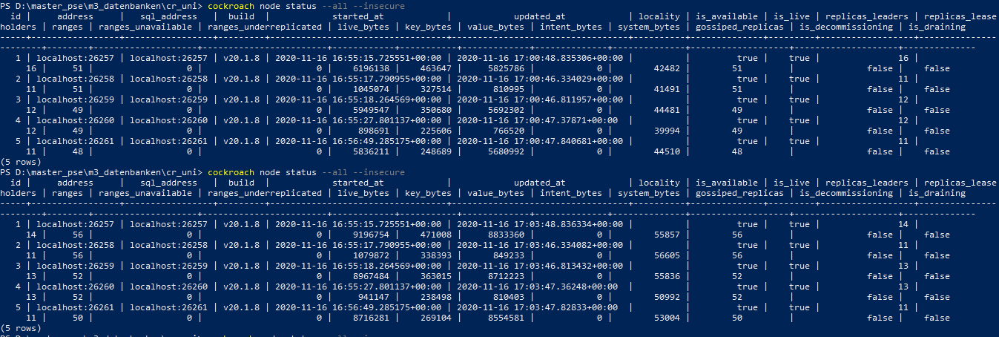 PS D:\master_pse\m3_datenbanken\cr_uni> cockroach node status --all --insecure
  id |     address     |   sql_address   |  build  |            started_at            |            updated_at            | locality | is_available | is_live | replicas_leaders | replicas_lease
holders | ranges | ranges_unavailable | ranges_underreplicated | live_bytes | key_bytes | value_bytes | intent_bytes | system_bytes | gossiped_replicas | is_decommissioning | is_draining
-----+-----------------+-----------------+---------+----------------------------------+----------------------------------+----------+--------------+---------+------------------+---------------
--------+--------+--------------------+------------------------+------------+-----------+-------------+--------------+--------------+-------------------+--------------------+-------------
   1 | localhost:26257 | localhost:26257 | v20.1.8 | 2020-11-16 16:55:15.725551+00:00 | 2020-11-16 17:00:48.835306+00:00 |          |         true |    true |               16 |
     16 |     51 |                  0 |                      0 |    6196138 |    463647 |     5825786 |            0 |        42482 |       51 |              false |    false
   2 | localhost:26258 | localhost:26258 | v20.1.8 | 2020-11-16 16:55:17.790955+00:00 | 2020-11-16 17:00:46.334029+00:00 |          |         true |    true |               11 |
     11 |     51 |                  0 |                      0 |    1045074 |    327514 |      810995 |            0 |        41491 |       51 |              false |    false
   3 | localhost:26259 | localhost:26259 | v20.1.8 | 2020-11-16 16:55:18.264569+00:00 | 2020-11-16 17:00:46.811957+00:00 |          |         true |    true |               12 |
     12 |     49 |                  0 |                      0 |    5949547 |    350680 |     5692302 |            0 |        44481 |       49 |              false |    false
   4 | localhost:26260 | localhost:26260 | v20.1.8 | 2020-11-16 16:55:27.801137+00:00 | 2020-11-16 17:00:47.37871+00:00  |          |         true |    true |               12 |
     12 |     49 |                  0 |                      0 |     898691 |    225606 |      766520 |            0 |        39994 |       49 |              false |    false
   5 | localhost:26261 | localhost:26261 | v20.1.8 | 2020-11-16 16:56:49.285175+00:00 | 2020-11-16 17:00:47.840681+00:00 |          |         true |    true |               11 |
     11 |     48 |                  0 |                      0 |    5836211 |    248689 |     5680992 |            0 |        44510 |       48 |              false |    false
(5 rows)
PS D:\master_pse\m3_datenbanken\cr_uni> cockroach node status --all --insecure
  id |     address     |   sql_address   |  build  |            started_at            |            updated_at            | locality | is_available | is_live | replicas_leaders | replicas_lease
holders | ranges | ranges_unavailable | ranges_underreplicated | live_bytes | key_bytes | value_bytes | intent_bytes | system_bytes | gossiped_replicas | is_decommissioning | is_draining
-----+-----------------+-----------------+---------+----------------------------------+----------------------------------+----------+--------------+---------+------------------+---------------
--------+--------+--------------------+------------------------+------------+-----------+-------------+--------------+--------------+-------------------+--------------------+-------------
   1 | localhost:26257 | localhost:26257 | v20.1.8 | 2020-11-16 16:55:15.725551+00:00 | 2020-11-16 17:03:48.836334+00:00 |          |         true |    true |               14 |
     14 |     56 |                  0 |                      0 |    9196754 |    471008 |     8833360 |            0 |        55857 |       56 |              false |    false
   2 | localhost:26258 | localhost:26258 | v20.1.8 | 2020-11-16 16:55:17.790955+00:00 | 2020-11-16 17:03:46.334082+00:00 |          |         true |    true |               11 |
     11 |     56 |                  0 |                      0 |    1079872 |    338393 |      849233 |            0 |        56605 |       56 |              false |    false
   3 | localhost:26259 | localhost:26259 | v20.1.8 | 2020-11-16 16:55:18.264569+00:00 | 2020-11-16 17:03:46.813432+00:00 |          |         true |    true |               13 |
     13 |     52 |                  0 |                      0 |    8967484 |    363015 |     8712223 |            0 |        55836 |       52 |              false |    false
   4 | localhost:26260 | localhost:26260 | v20.1.8 | 2020-11-16 16:55:27.801137+00:00 | 2020-11-16 17:03:47.36248+00:00  |          |         true |    true |               13 |
     13 |     52 |                  0 |                      0 |     941147 |    238498 |      810403 |            0 |        50992 |       52 |              false |    false
   5 | localhost:26261 | localhost:26261 | v20.1.8 | 2020-11-16 16:56:49.285175+00:00 | 2020-11-16 17:03:47.82833+00:00  |          |         true |    true |               11 |
     11 |     50 |                  0 |                      0 |    8716281 |    269104 |     8554581 |            0 |        53004 |       50 |              false |    false
(5 rows)